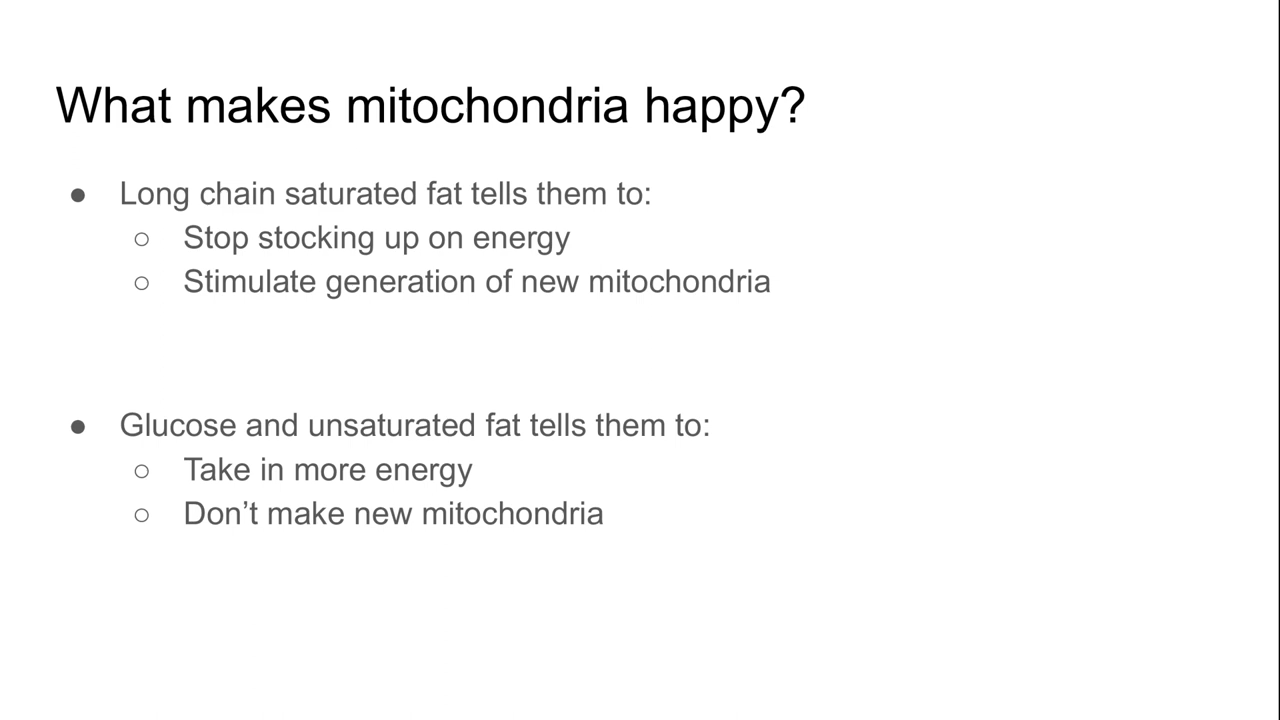 What makes mitochondria happy?
● Long chain saturated fat tells them to:
○ Stop stocking up on energy
○ Stimulate generation of new mitochondria
● Glucose and unsaturated fat tells them to:
○ Take in more energy
○ Don’t make new mitochondria